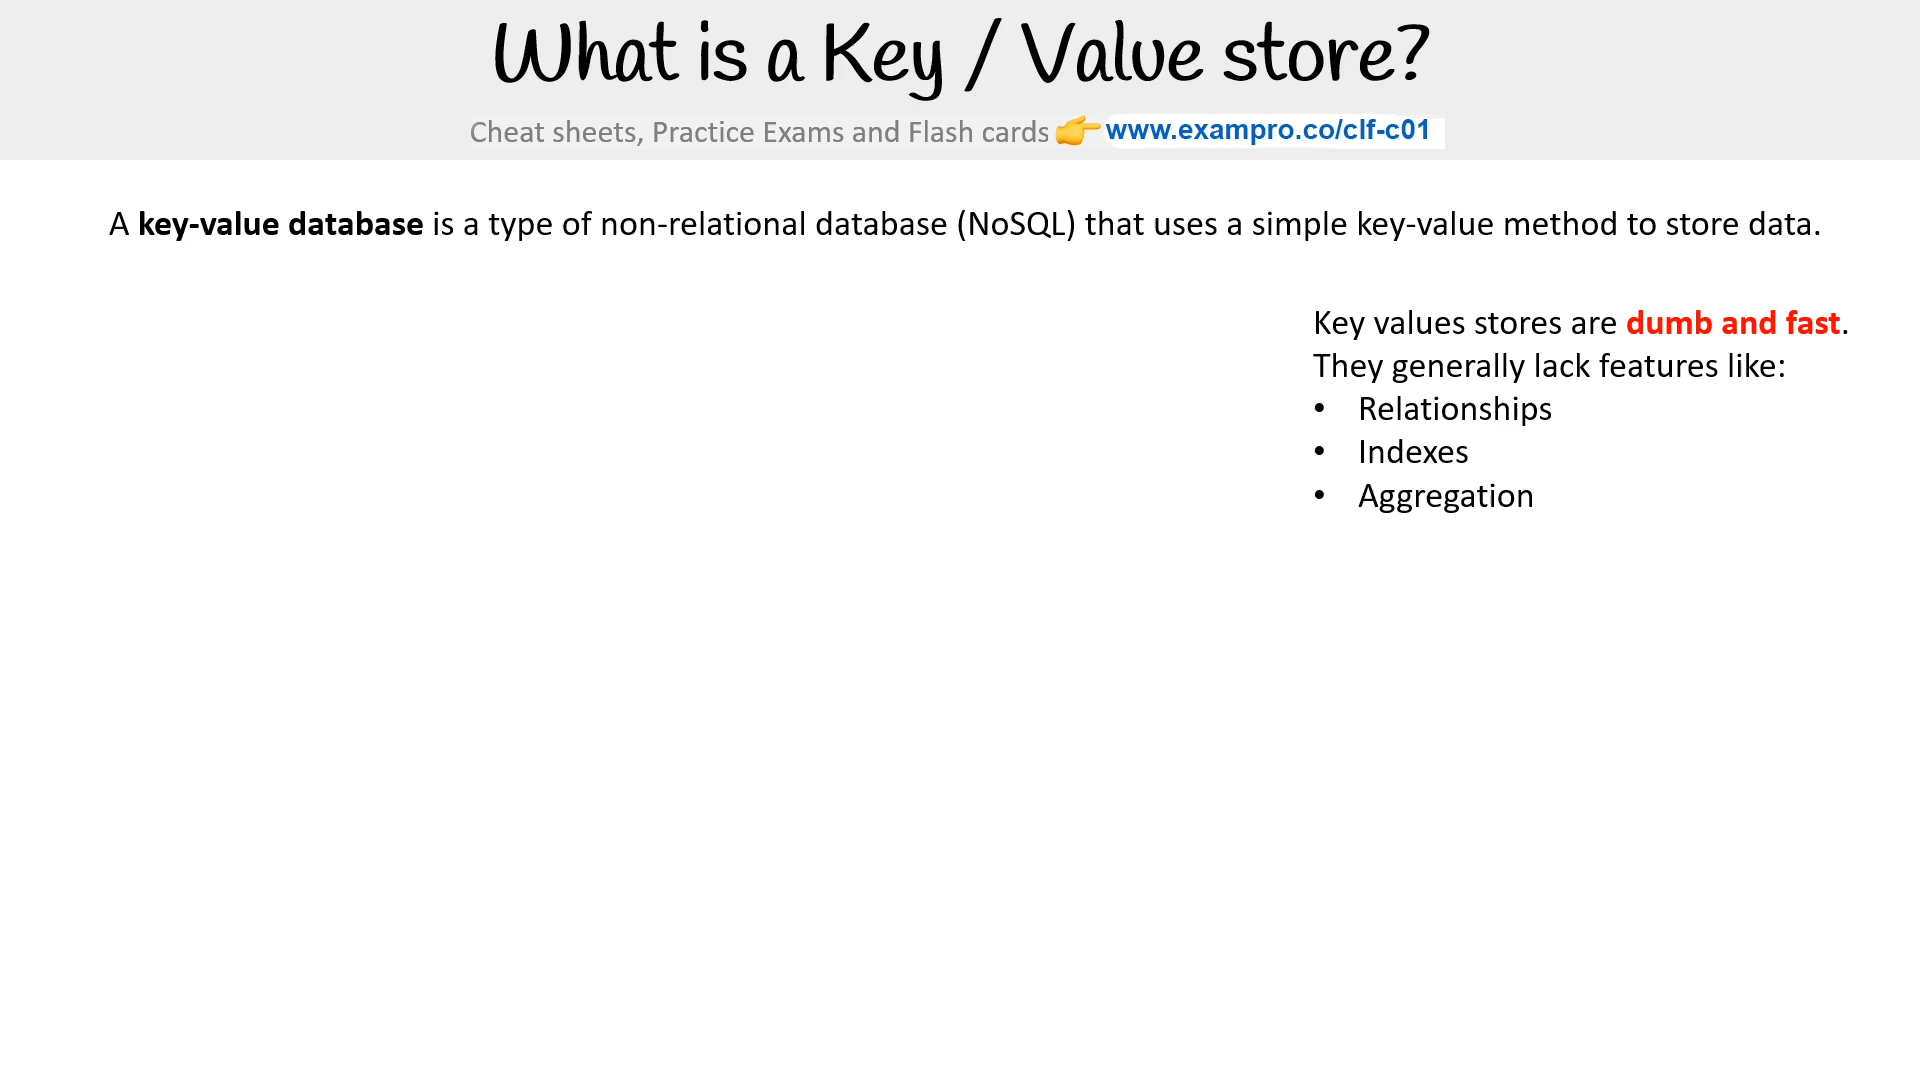 What is a Key / Value store?
Cheat sheets, Practice Exams and Flash cards 👉 www.exampro.co/clf-c01
A key-value database is a type of non-relational database (NoSQL) that uses a simple key-value method to store data.
Key values stores are dumb and fast.
They generally lack features like:
• Relationships
• Indexes
• Aggregation